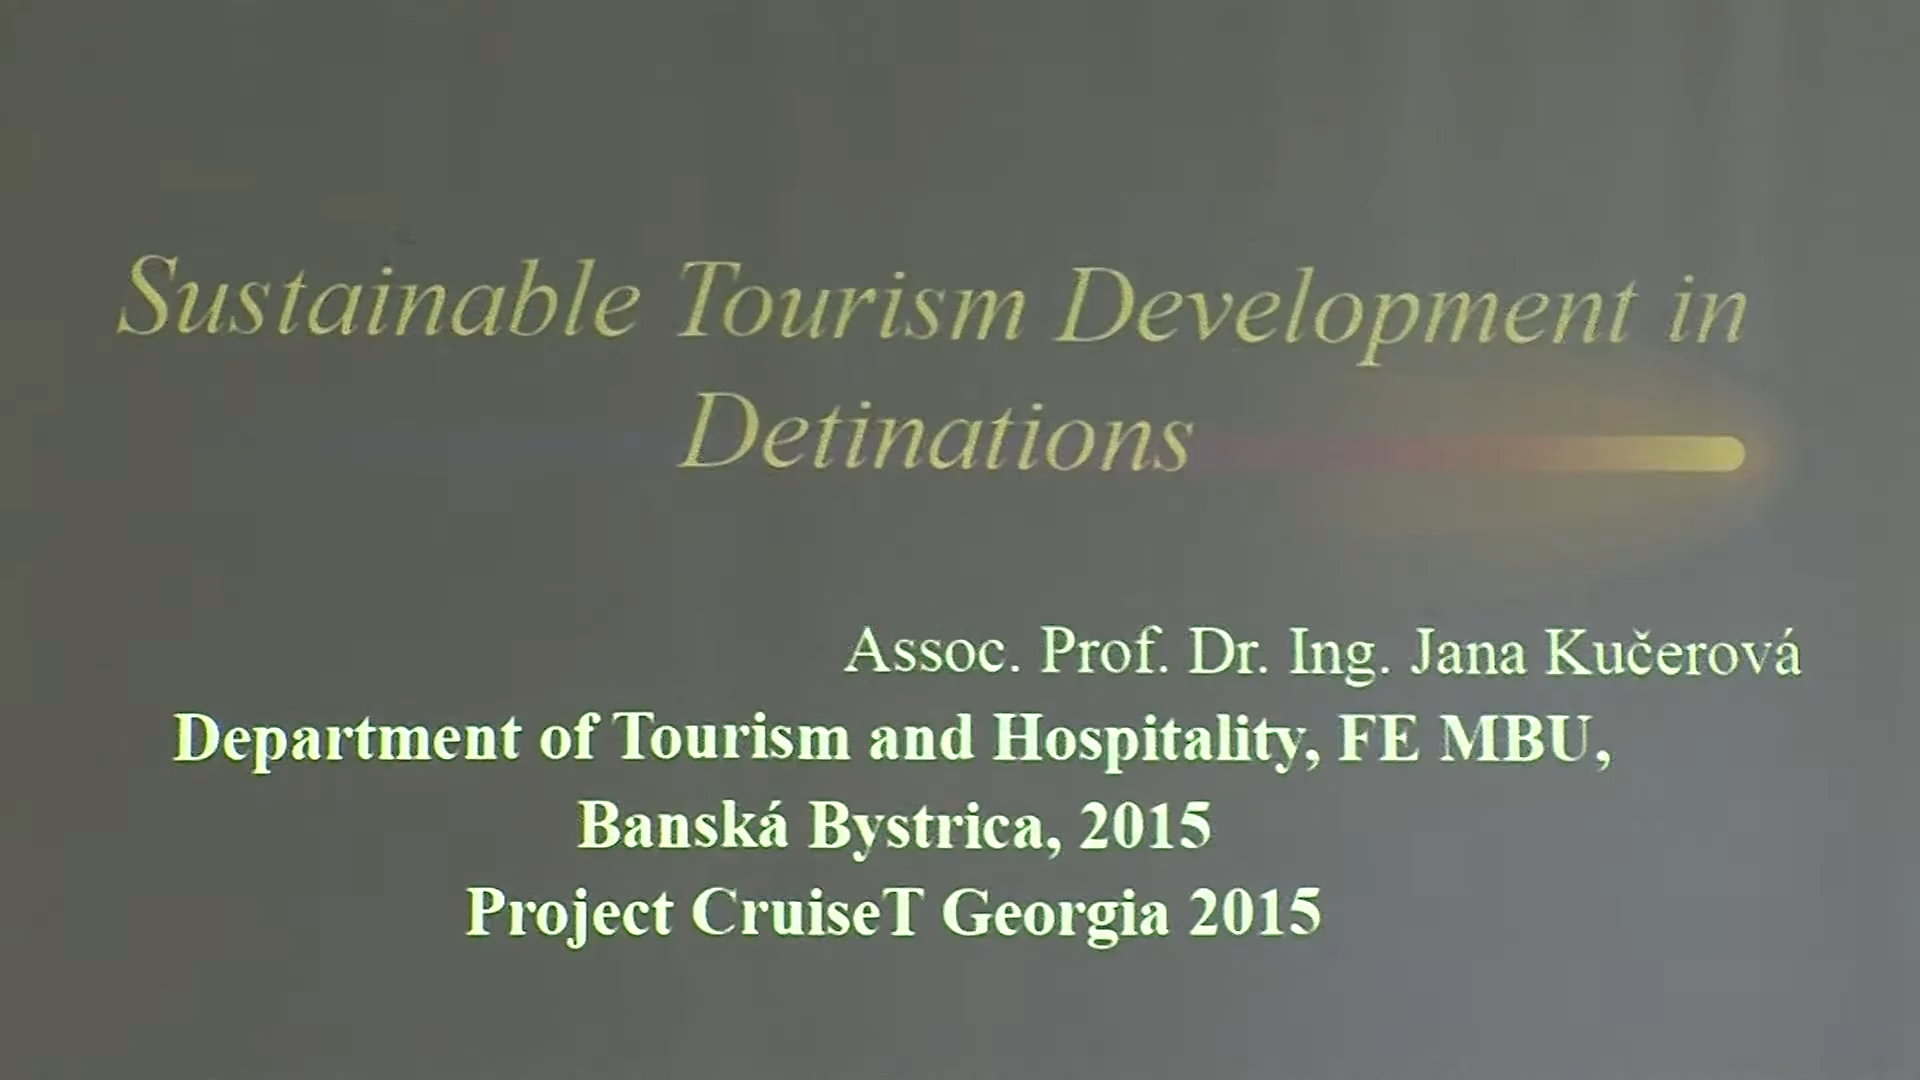 Sustainable Tourism Development in
Detinations
Assoc. Prof. Dr. Ing. Jana Kučerová
Department of Tourism and Hospitality, FE MBU,
Banská Bystrica, 2015
Project CruiseT Georgia 2015